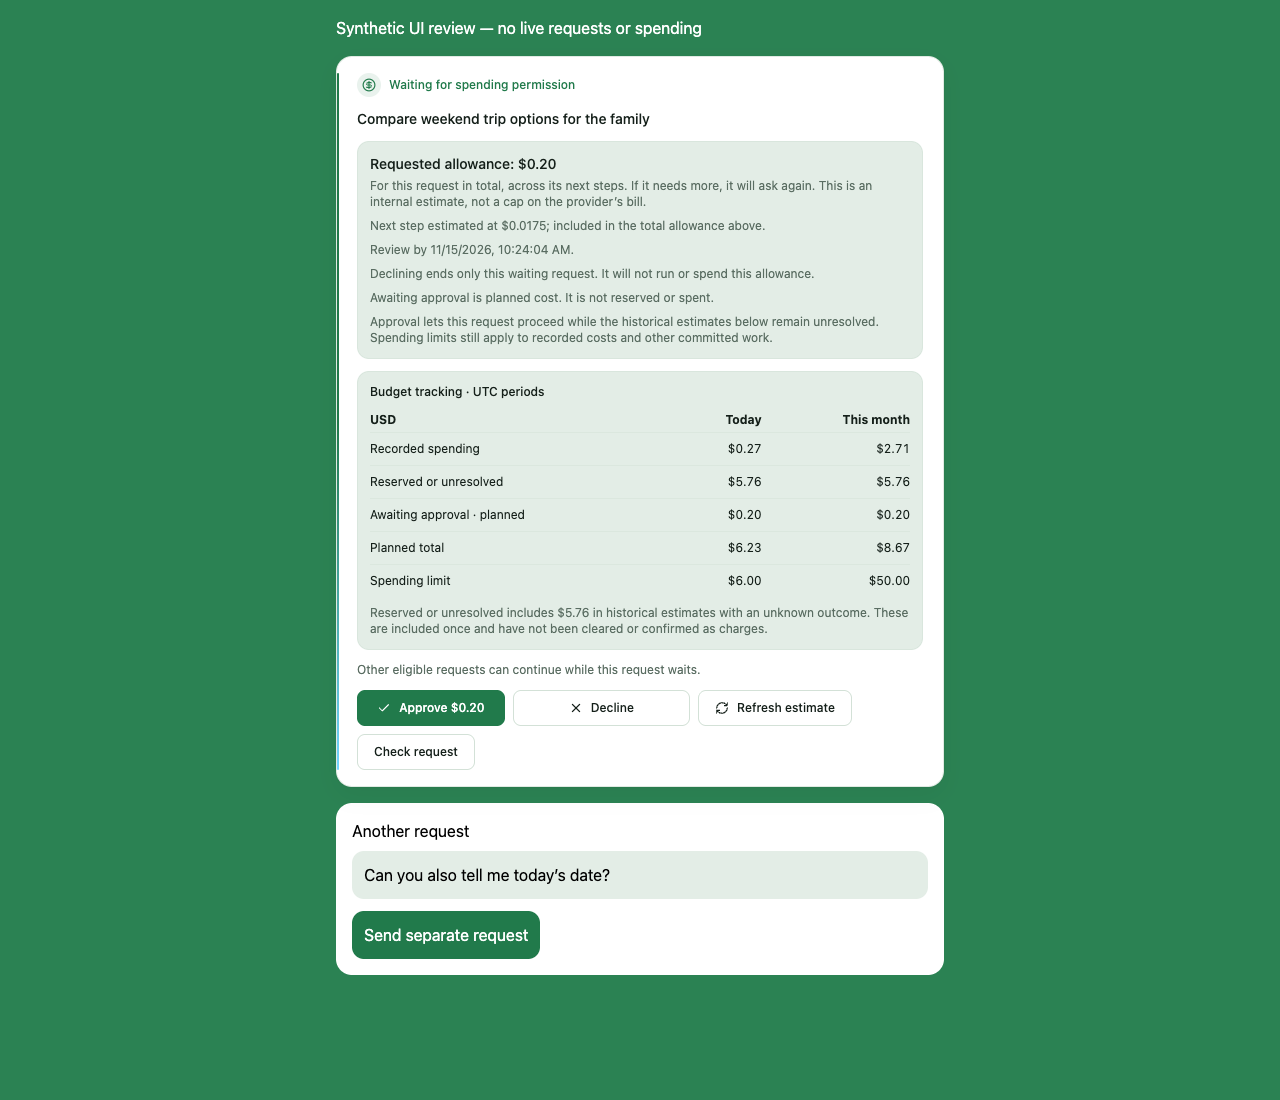 Synthetic UI review — no live requests or spending
Waiting for spending permission
Compare weekend trip options for the family
Requested allowance: $0.20
For this request in total, across its next steps. If it needs more, it will ask again. This is an
internal estimate, not a cap on the provider’s bill.
Next step estimated at $0.0175; included in the total allowance above.
Review by 11/15/2026, 10:24:04 AM.
Declining ends only this waiting request. It will not run or spend this allowance.
Awaiting approval is planned cost. It is not reserved or spent.
Approval lets this request proceed while the historical estimates below remain unresolved.
Spending limits still apply to recorded costs and other committed work.
Budget tracking · UTC periods
USD Today This month
Recorded spending $0.27 $2.71
Reserved or unresolved $5.76 $5.76
Awaiting approval · planned $0.20 $0.20
Planned total $6.23 $8.67
Spending limit $6.00 $50.00
Reserved or unresolved includes $5.76 in historical estimates with an unknown outcome. These
are included once and have not been cleared or confirmed as charges.
Other eligible requests can continue while this request waits.
Approve $0.20 Decline Refresh estimate
Check request
Another request
Can you also tell me today’s date?
Send separate request